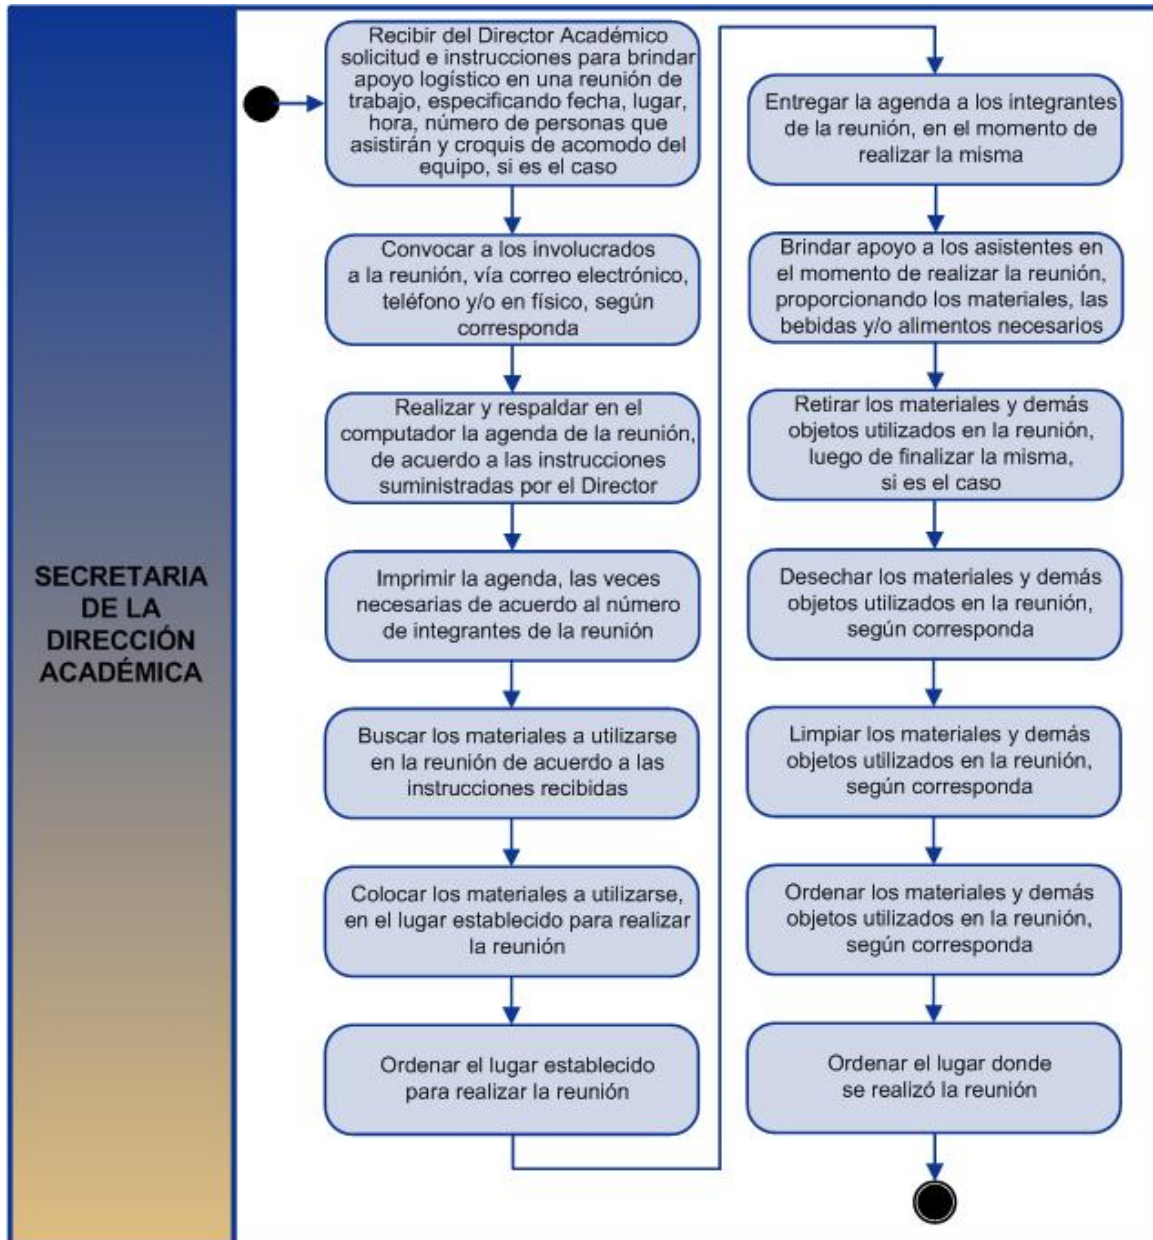 SECRETARIA
DE LA
DIRECCIÓN
ACADÉMICA
Recibir del Director Académico
solicitud e instrucciones para brindar
apoyo logístico en una reunión de
trabajo, especificando fecha, lugar,
hora, número de personas que
asistirán y croquis de acomodo del
equipo, si es el caso
Convocar a los involucrados
a la reunión, vía correo electrónico,
teléfono y/o en físico, según
corresponda
Realizar y respaldar en el
computador la agenda de la reunión,
de acuerdo a las instrucciones
suministradas por el Director
Imprimir la agenda, las veces
necesarias de acuerdo al número
de integrantes de la reunión
Buscar los materiales a utilizarse
en la reunión de acuerdo a las
instrucciones recibidas
Colocar los materiales a utilizarse,
en el lugar establecido para realizar
la reunión
Ordenar el lugar establecido
para realizar la reunión
Entregar la agenda a los integrantes
de la reunión, en el momento de
realizar la misma
Brindar apoyo a los asistentes en
el momento de realizar la reunión,
proporcionando los materiales, las
bebidas y/o alimentos necesarios
Retirar los materiales y demás
objetos utilizados en la reunión,
luego de finalizar la misma,
si es el caso
Desechar los materiales y demás
objetos utilizados en la reunión,
según corresponda
Limpiar los materiales y demás
objetos utilizados en la reunión,
según corresponda
Ordenar los materiales y demás
objetos utilizados en la reunión,
según corresponda
Ordenar el lugar donde
se realizó la reunión